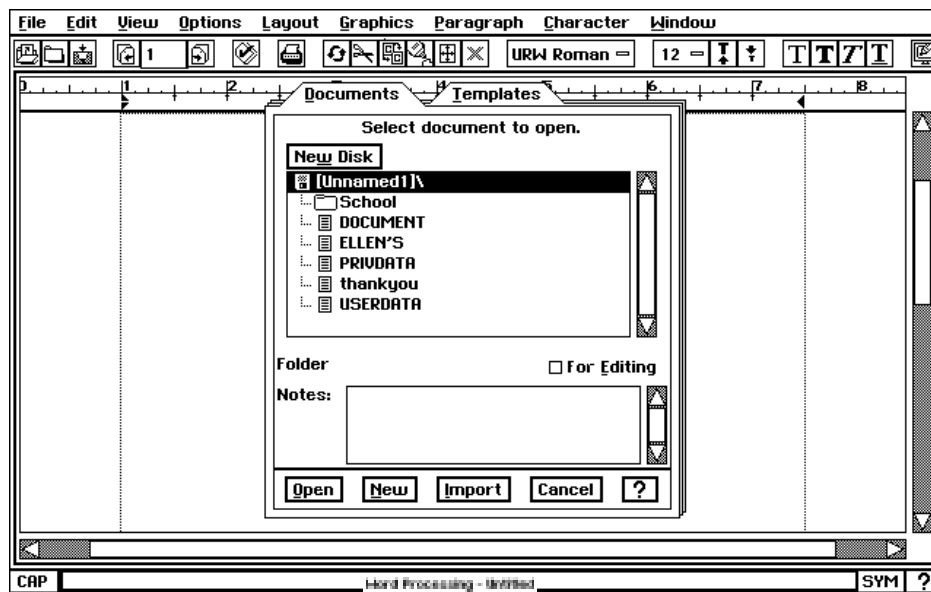 File Edit View Options Layout Graphics Paragraph Character Window
1 URW Roman 12 T T T T
1 2 3 4 5 6 7 8
Documents Templates
Select document to open.
New Disk
[Unnamed1]\
School
DOCUMENT
ELLEN'S
PRIVDATA
thankyou
USERDATA
Folder For Editing
Notes:
Open New Import Cancel ?
CAP Word Processing - Untitled SYM ?